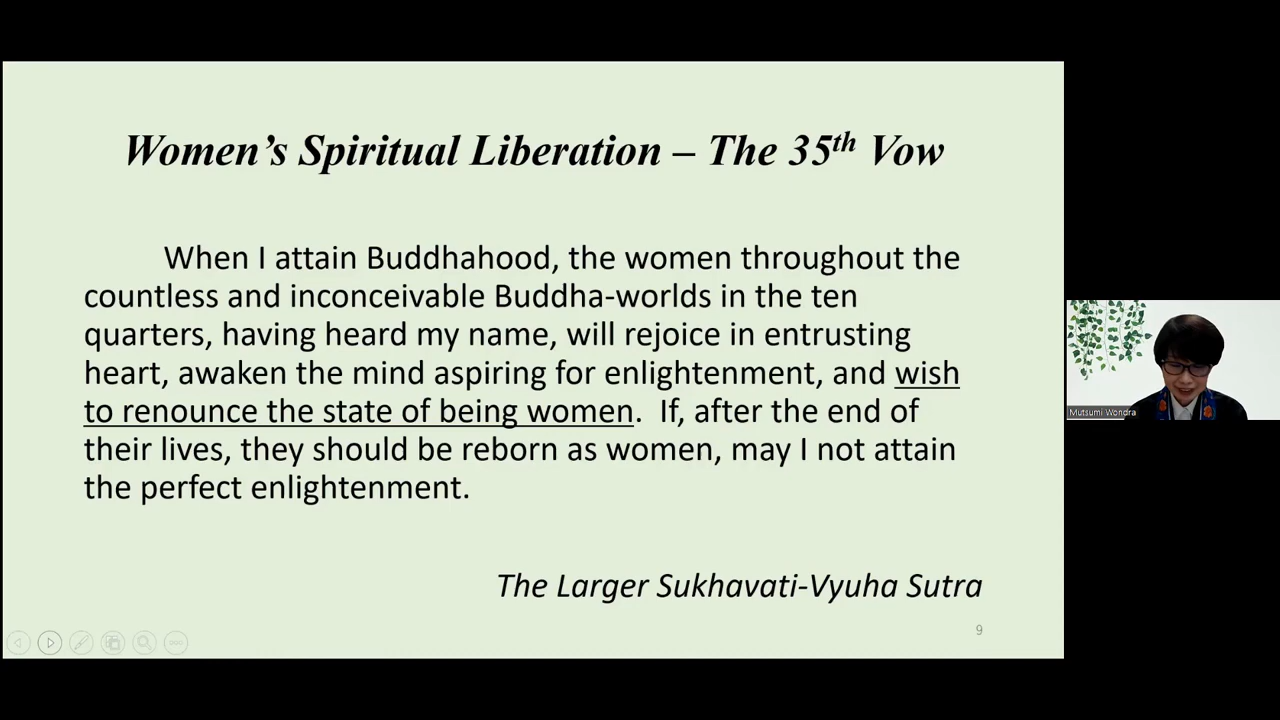 Women's Spiritual Liberation – The 35th Vow
When I attain Buddhahood, the women throughout the
countless and inconceivable Buddha-worlds in the ten
quarters, having heard my name, will rejoice in entrusting
heart, awaken the mind aspiring for enlightenment, and wish
to renounce the state of being women.  If, after the end of
their lives, they should be reborn as women, may I not attain
the perfect enlightenment.
The Larger Sukhavati-Vyuha Sutra
9
Mutsumi Wondra